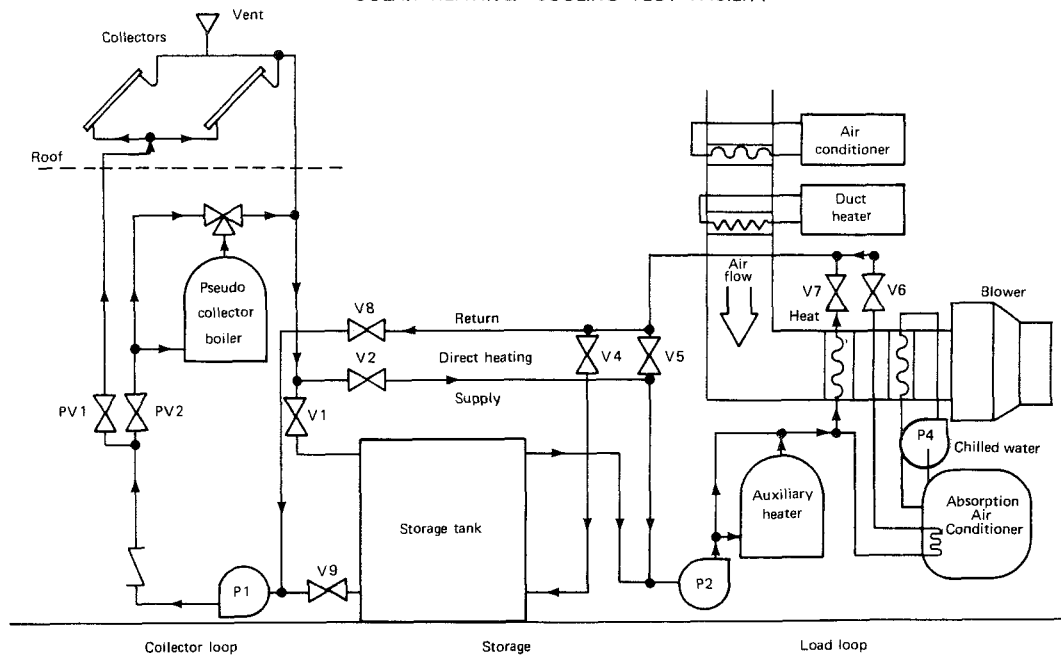 Vent
Collectors
Roof
Pseudo
collector
boiler
PV1
PV2
P1
V9
V1
V8
V2
Return
Direct heating
Supply
V4
V5
Storage tank
Air
conditioner
Duct
heater
Air
flow
V7
V6
Heat
Blower
P4
Chilled water
Auxiliary
heater
Absorption
Air
Conditioner
P2
Collector loop
Storage
Load loop